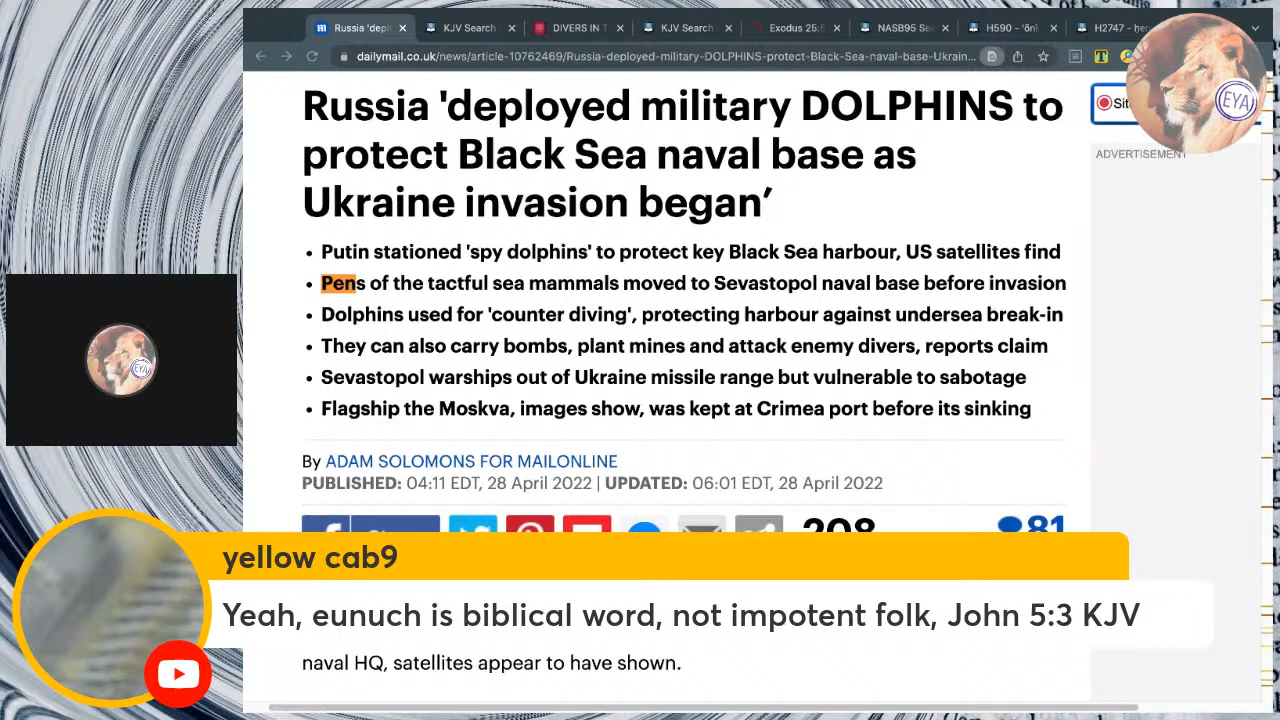 Russia 'depl
KJV Search
DIVERS IN T
KJV Search
Exodus 25:
NASB95 Sea
H590 - 'ŏnî
H2747 - ḥer
dailymail.co.uk/news/article-10762469/Russia-deployed-military-DOLPHINS-protect-Black-Sea-naval-base-Ukrain...
Russia 'deployed military DOLPHINS to
protect Black Sea naval base as
Ukraine invasion began’
EYA
Sit
ADVERTISEMENT
• Putin stationed 'spy dolphins' to protect key Black Sea harbour, US satellites find
• Pens of the tactful sea mammals moved to Sevastopol naval base before invasion
• Dolphins used for 'counter diving', protecting harbour against undersea break-in
• They can also carry bombs, plant mines and attack enemy divers, reports claim
• Sevastopol warships out of Ukraine missile range but vulnerable to sabotage
• Flagship the Moskva, images show, was kept at Crimea port before its sinking
EYA
By ADAM SOLOMONS FOR MAILONLINE
PUBLISHED: 04:11 EDT, 28 April 2022 | UPDATED: 06:01 EDT, 28 April 2022
208
81
yellow cab9
Yeah, eunuch is biblical word, not impotent folk, John 5:3 KJV
naval HQ, satellites appear to have shown.